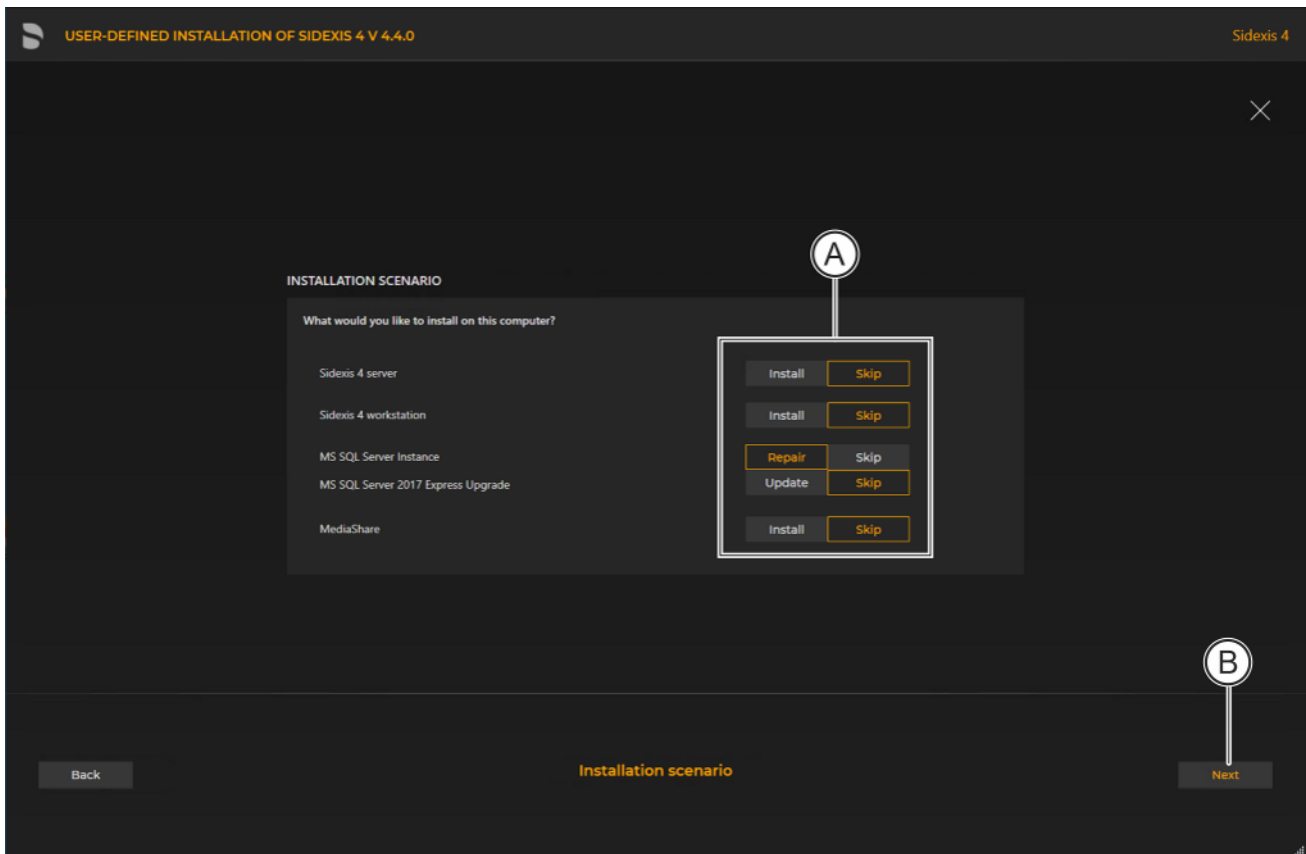 USER-DEFINED INSTALLATION OF SIDEXIS 4 V 4.4.0
Sidexis 4
A
INSTALLATION SCENARIO
What would you like to install on this computer?
Sidexis 4 server Install Skip
Sidexis 4 workstation Install Skip
MS SQL Server Instance Repair Skip
MS SQL Server 2017 Express Upgrade Update Skip
MediaShare Install Skip
B
Back Installation scenario Next